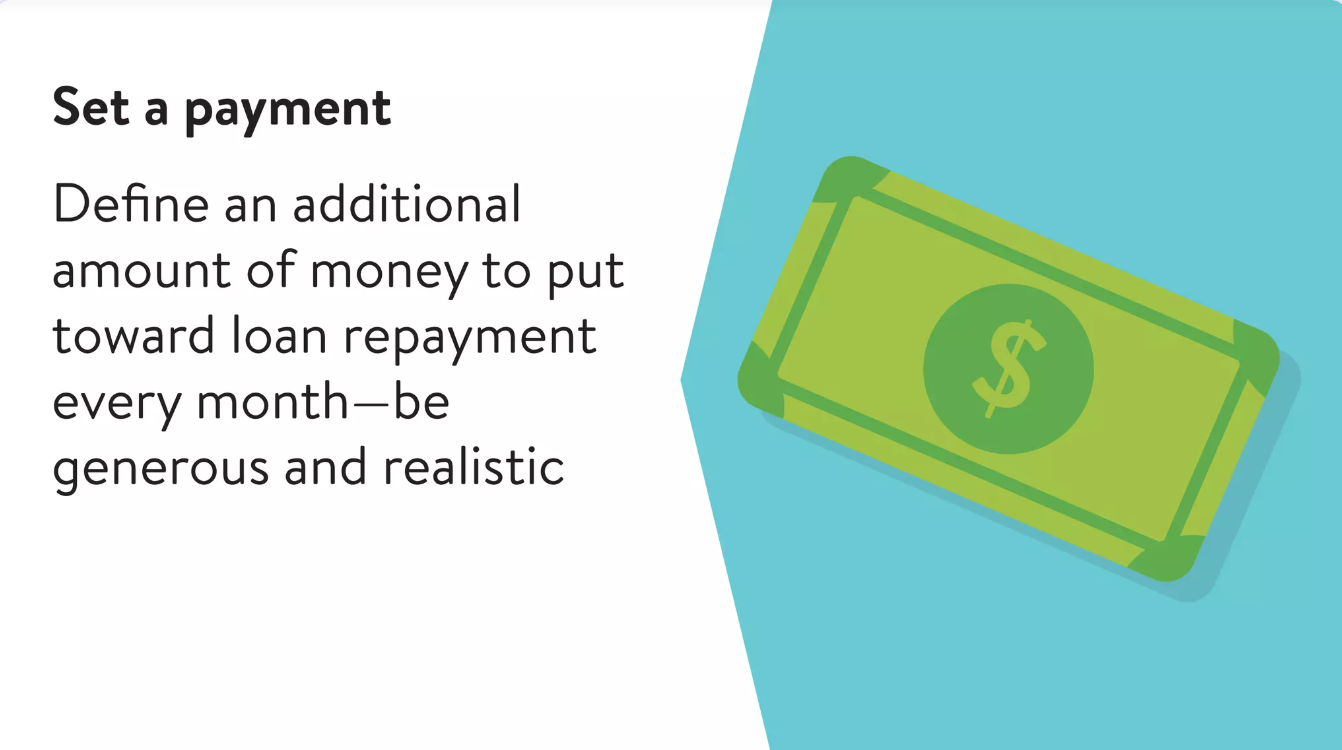 Set a payment
Define an additional
amount of money to put
toward loan repayment
every month—be
generous and realistic
$